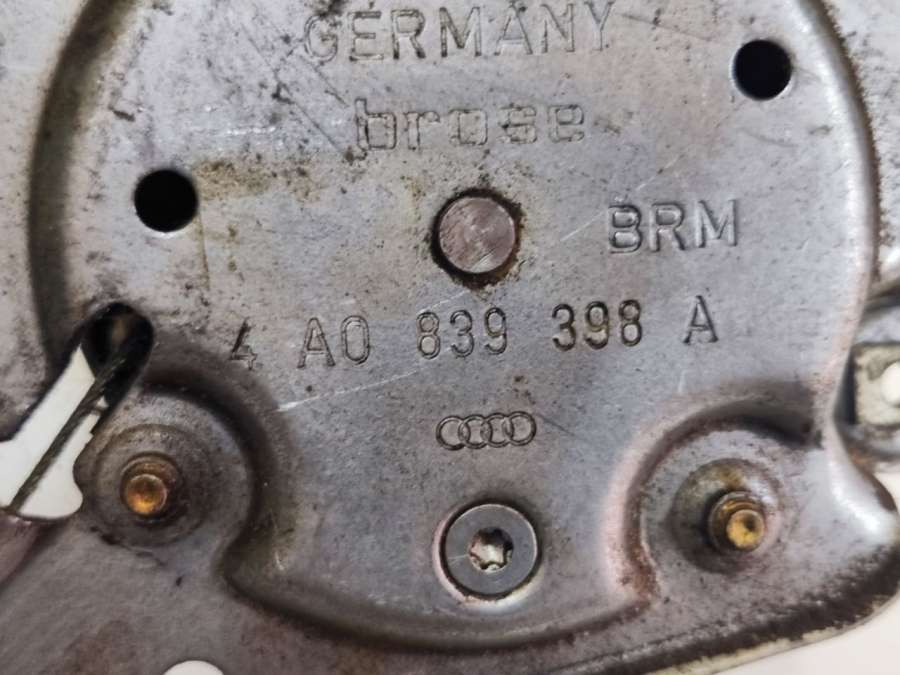 GERMANY
brose
BRM
4 A0 839 398 A